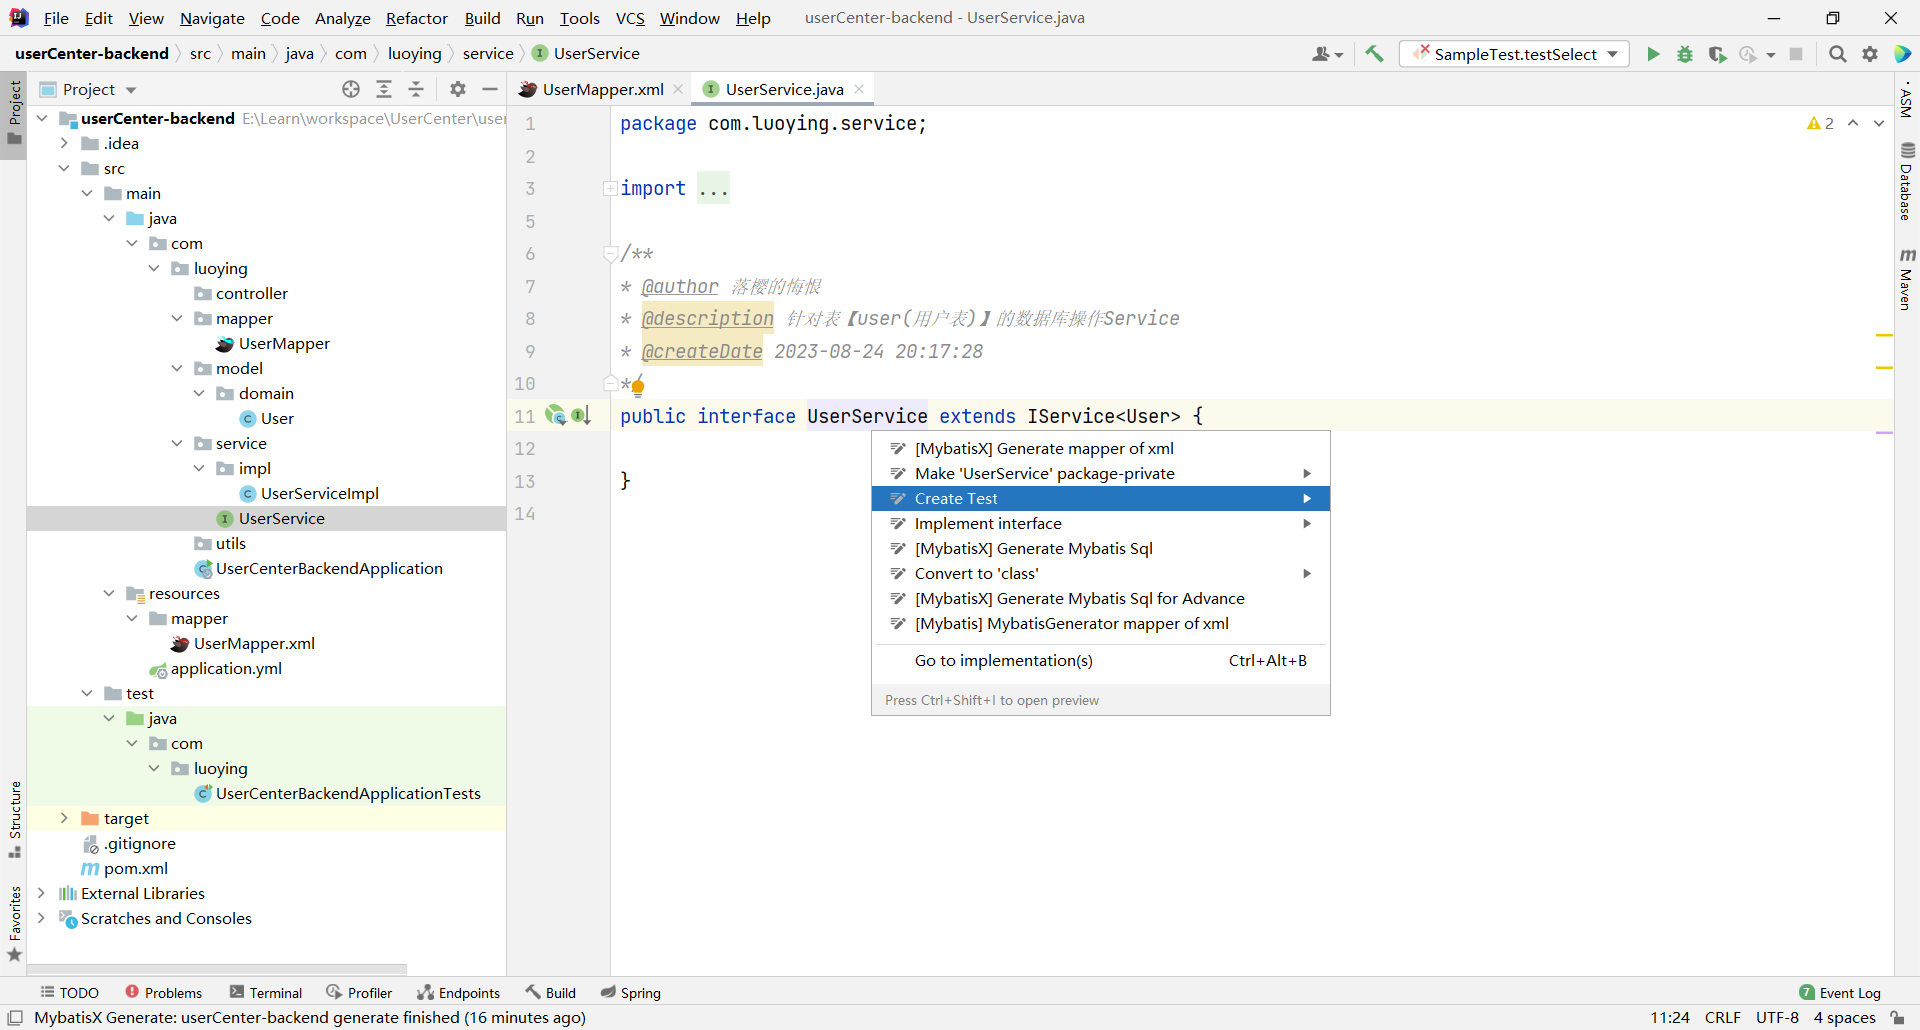 File Edit View Navigate Code Analyze Refactor Build Run Tools VCS Window Help userCenter-backend - UserService.java
userCenter-backend src main java com luoying service UserService SampleTest.testSelect
Project
UserMapper.xml UserService.java
userCenter-backend E:\Learn\workspace\UserCenter\user
.idea
src
main
java
com
luoying
controller
mapper
UserMapper
model
domain
User
service
impl
UserServiceImpl
UserService
utils
UserCenterBackendApplication
resources
mapper
UserMapper.xml
application.yml
test
java
com
luoying
UserCenterBackendApplicationTests
target
.gitignore
pom.xml
External Libraries
Scratches and Consoles
Project
Structure
Favorites
1 package com.luoying.service;
2
3 import ...
5
6 /**
7 * @author 落樱的悔恨
8 * @description 针对表【user(用户表)】的数据库操作Service
9 * @createDate 2023-08-24 20:17:28
10 */
11 public interface UserService extends IService<User> {
12
13 }
14
2
[MybatisX] Generate mapper of xml
Make 'UserService' package-private
Create Test
Implement interface
[MybatisX] Generate Mybatis Sql
Convert to 'class'
[MybatisX] Generate Mybatis Sql for Advance
[Mybatis] MybatisGenerator mapper of xml
Go to implementation(s) Ctrl+Alt+B
Press Ctrl+Shift+I to open preview
ASM
Database
Maven
TODO Problems Terminal Profiler Endpoints Build Spring 7 Event Log
MybatisX Generate: userCenter-backend generate finished (16 minutes ago) 11:24 CRLF UTF-8 4 spaces